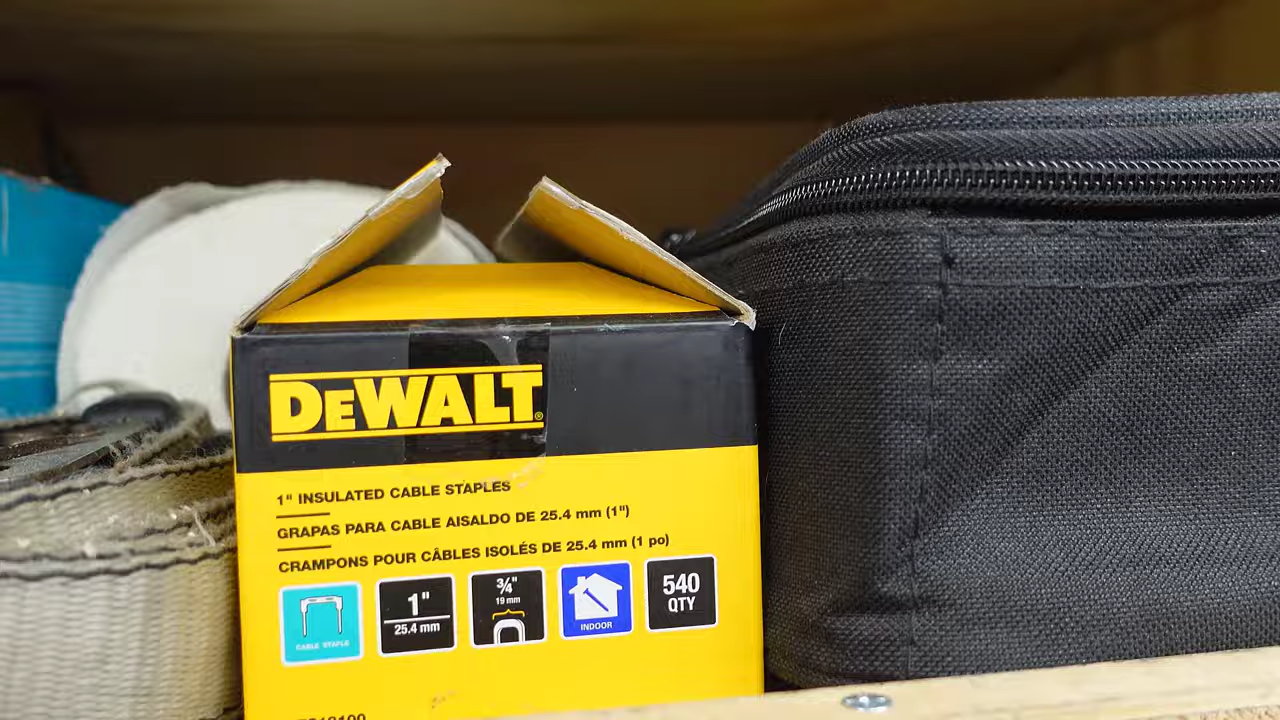 DEWALT®
1" INSULATED CABLE STAPLES
GRAPAS PARA CABLE AISALDO DE 25.4 mm (1")
CRAMPONS POUR CÂBLES ISOLÉS DE 25.4 mm (1 po)
CABLE STAPLE
1"
25.4 mm
3/4"
19 mm
INDOOR
540
QTY